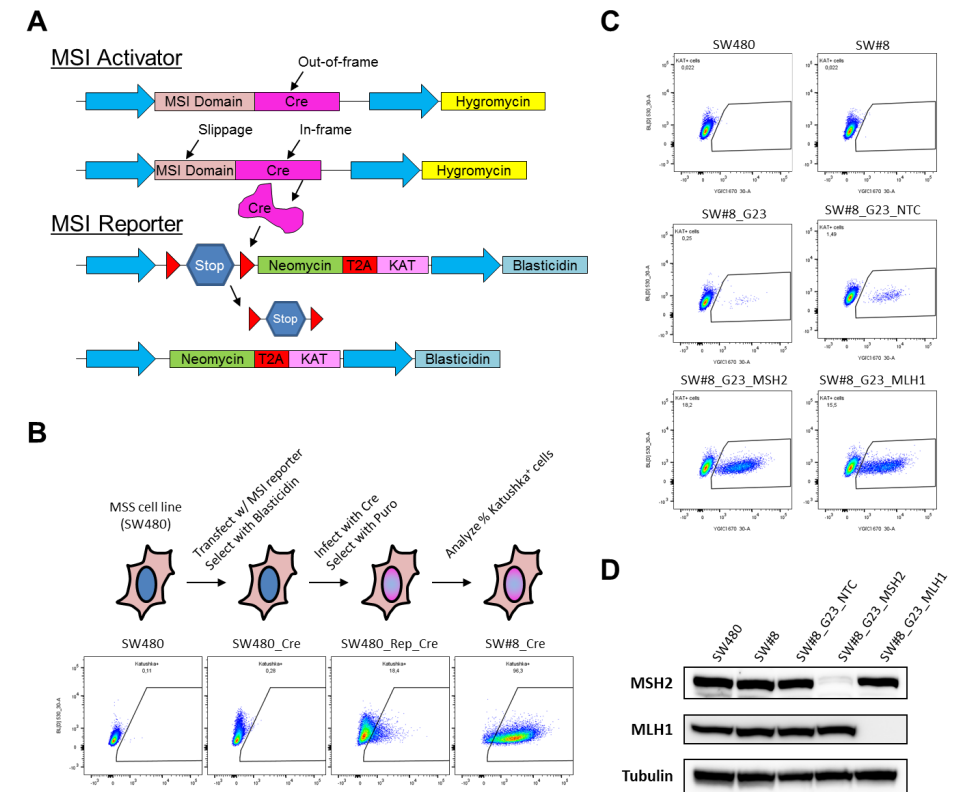 A
MSI Activator
Out-of-frame
MSI Domain Cre Hygromycin
Slippage In-frame
MSI Domain Cre Hygromycin
Cre
MSI Reporter
Stop Neomycin T2A KAT Blasticidin
Stop
Neomycin T2A KAT Blasticidin
B
MSS cell line
(SW480)
Transfect w/ MSI reporter
Select with Blasticidin
Infect with Cre
Select with Puro
Analyze % Katushka⁺ cells
SW480 SW480_Cre SW480_Rep_Cre SW#8_Cre
Katushka+
0,11
Katushka+
0,28
Katushka+
18,4
Katushka+
96,3
C
SW480 SW#8
KAT+ cells
0,022
KAT+ cells
0,022
SW#8_G23 SW#8_G23_NTC
KAT+ cells
0,25
KAT+ cells
1,49
SW#8_G23_MSH2 SW#8_G23_MLH1
KAT+ cells
18,2
KAT+ cells
15,5
D
SW480
SW#8
SW#8_G23_NTC
SW#8_G23_MSH2
SW#8_G23_MLH1
MSH2
MLH1
Tubulin